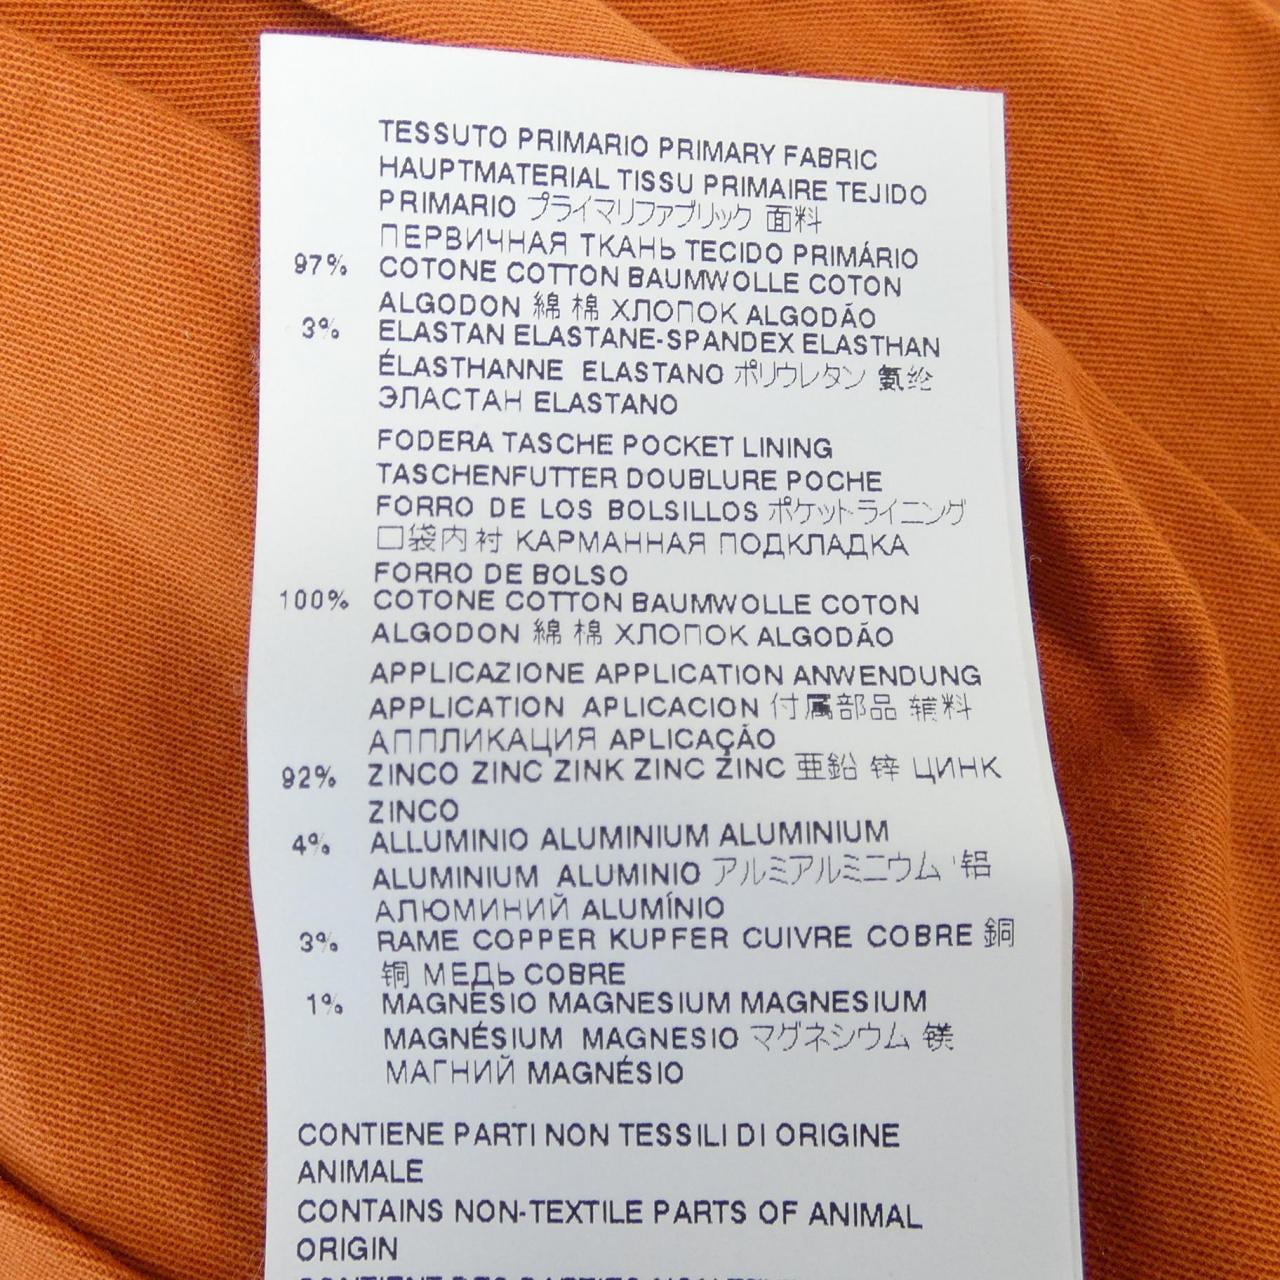 TESSUTO PRIMARIO PRIMARY FABRIC
HAUPTMATERIAL TISSU PRIMAIRE TEJIDO
PRIMARIO プライマリファブリック 面料
ПЕРВИЧНАЯ ТКАНЬ TECIDO PRIMÁRIO
97% COTONE COTTON BAUMWOLLE COTON
ALGODON 綿 棉 ХЛОПОК ALGODÃO
3% ELASTAN ELASTANE-SPANDEX ELASTHAN
ÉLASTHANNE ELASTANO ポリウレタン 氨纶
ЭЛАСТАН ELASTANO
FODERA TASCHE POCKET LINING
TASCHENFUTTER DOUBLURE POCHE
FORRO DE LOS BOLSILLOS ポケットライニング
口袋内衬 КАРМАННАЯ ПОДКЛАДКА
FORRO DE BOLSO
100% COTONE COTTON BAUMWOLLE COTON
ALGODON 綿 棉 ХЛОПОК ALGODÃO
APPLICAZIONE APPLICATION ANWENDUNG
APPLICATION APLICACION 付属部品 辅料
АППЛИКАЦИЯ APLICAÇÃO
92% ZINCO ZINC ZINK ZINC ZINC 亜鉛 锌 ЦИНК
ZINCO
4% ALLUMINIO ALUMINIUM ALUMINIUM
ALUMINIUM ALUMINIO アルミアルミニウム 铝
АЛЮМИНИЙ ALUMÍNIO
3% RAME COPPER KUPFER CUIVRE COBRE 銅
铜 МЕДЬ COBRE
1% MAGNESIO MAGNESIUM MAGNESIUM
MAGNÉSIUM MAGNESIO マグネシウム 镁
МАГНИЙ MAGNÉSIO
CONTIENE PARTI NON TESSILI DI ORIGINE
ANIMALE
CONTAINS NON-TEXTILE PARTS OF ANIMAL
ORIGIN